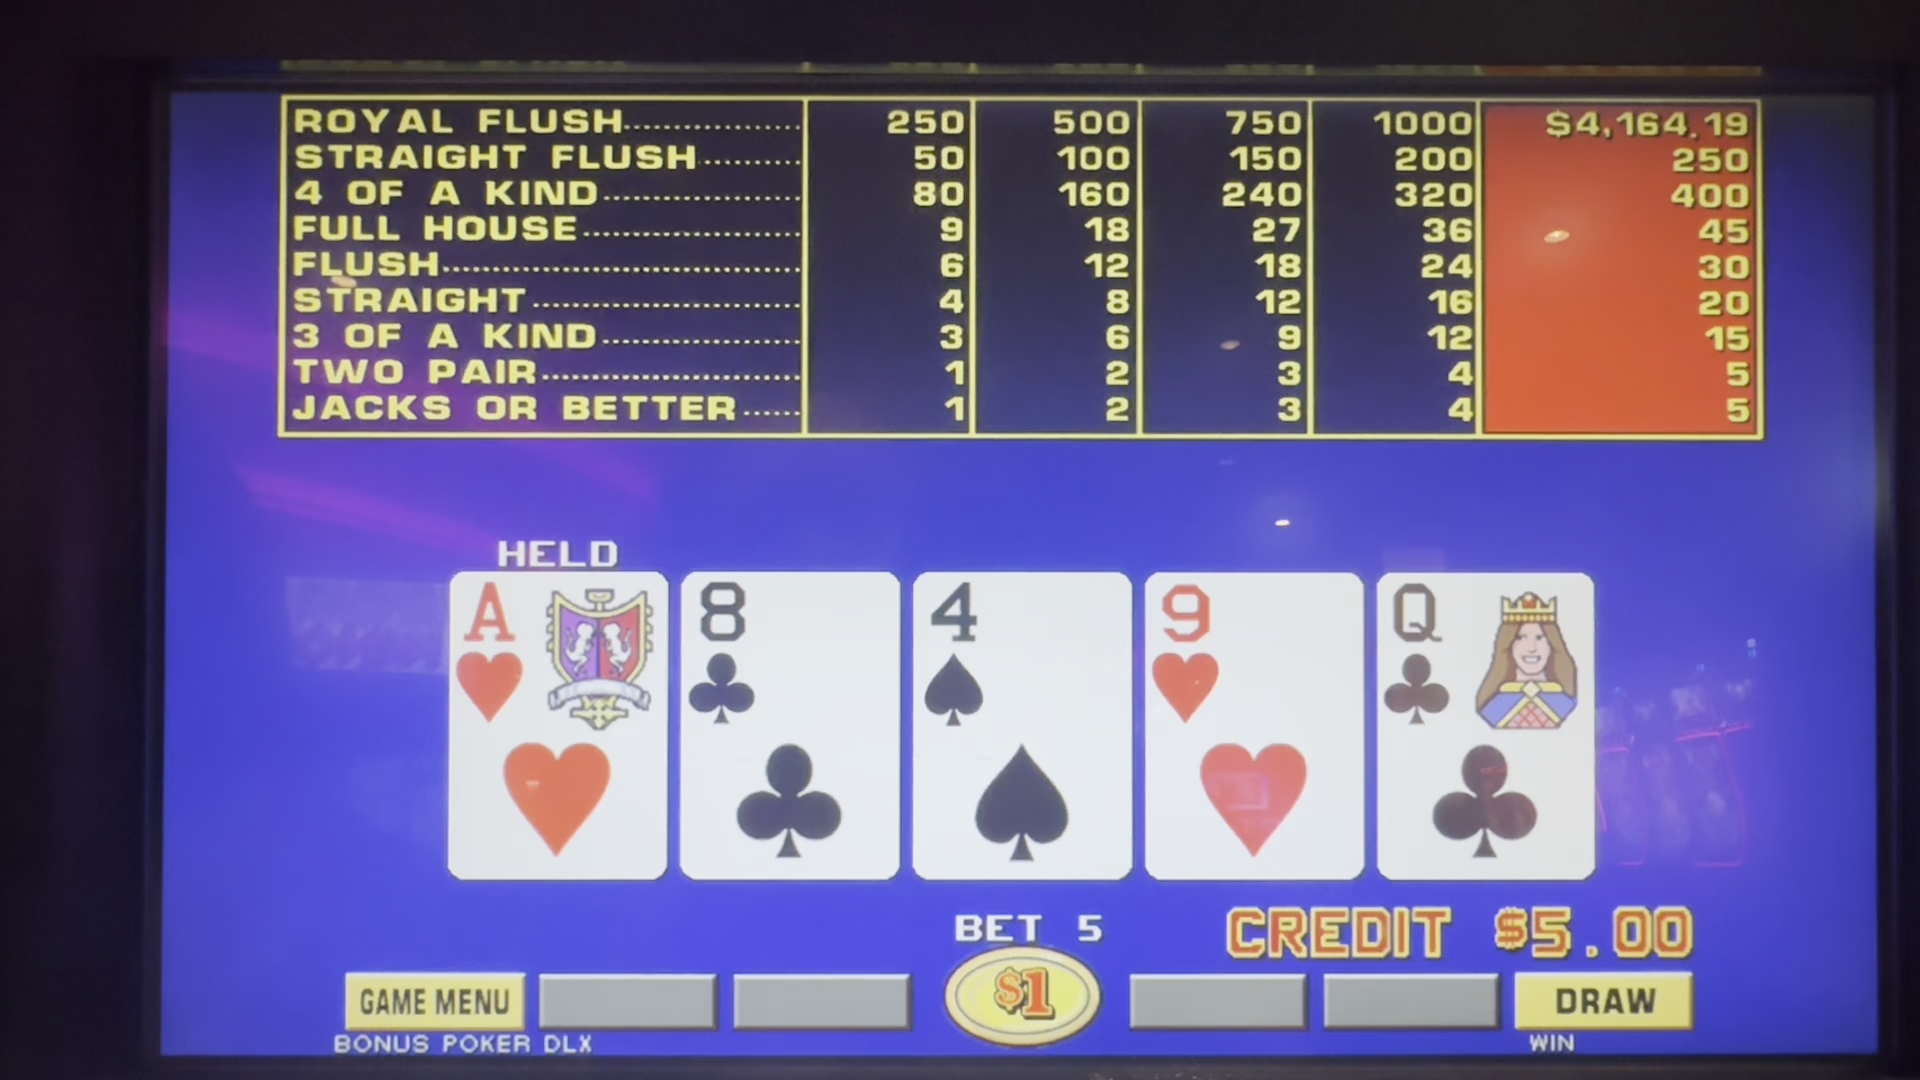 ROYAL FLUSH 250 500 750 1000 $4,164.19
STRAIGHT FLUSH 50 100 150 200 250
4 OF A KIND 80 160 240 320 400
FULL HOUSE 9 18 27 36 45
FLUSH 6 12 18 24 30
STRAIGHT 4 8 12 16 20
3 OF A KIND 3 6 9 12 15
TWO PAIR 1 2 3 4 5
JACKS OR BETTER 1 2 3 4 5
HELD
A 8 4 9 Q
BET 5 CREDIT $5.00
GAME MENU $1 DRAW
BONUS POKER DLX WIN